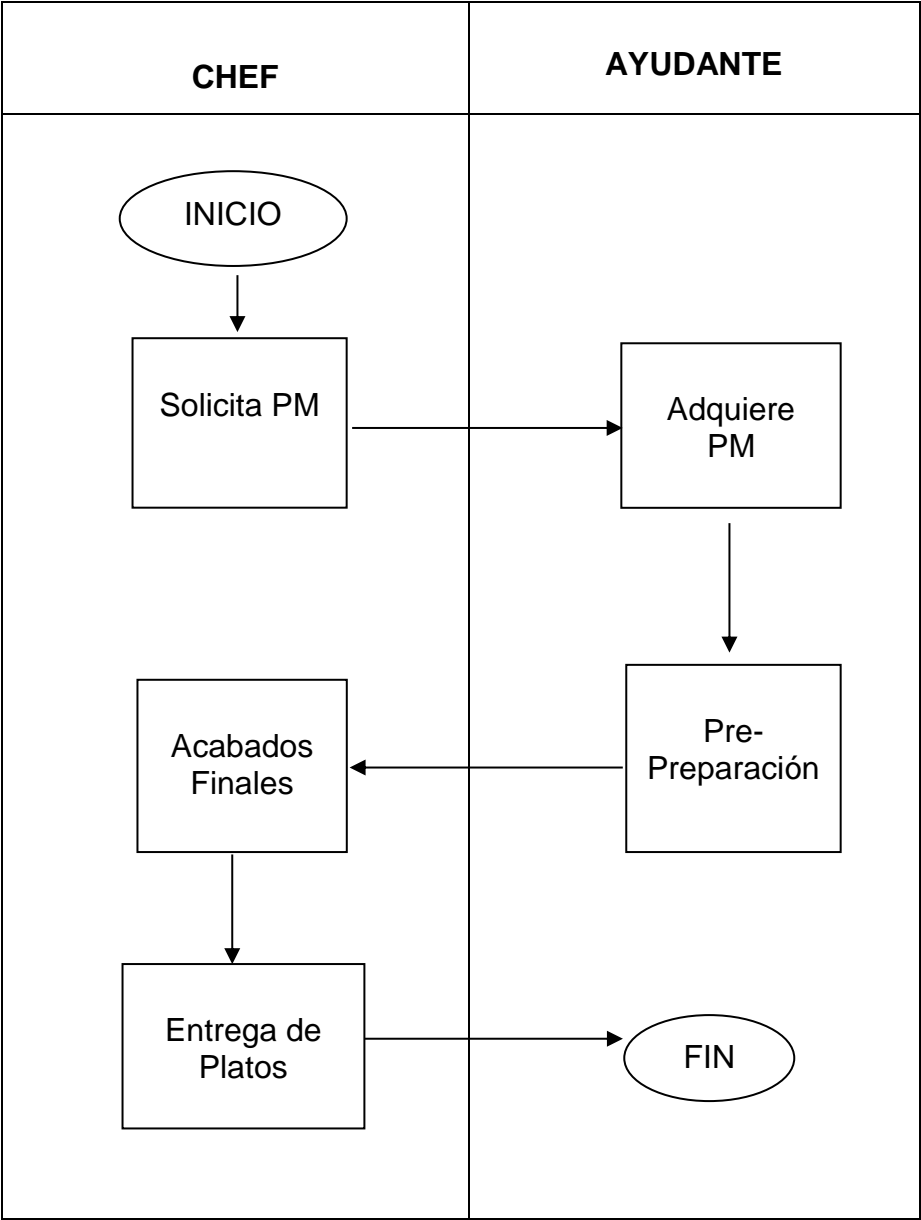 CHEF
AYUDANTE
INICIO
Solicita PM
Adquiere
PM
Pre-
Preparación
Acabados
Finales
Entrega de
Platos
FIN